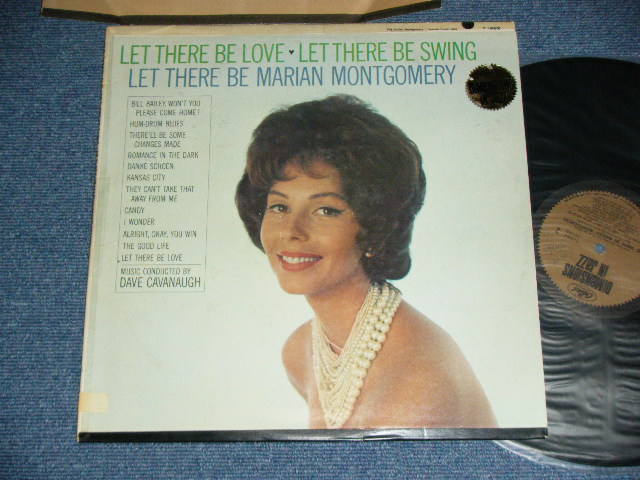 LET THERE BE LOVE ♥ LET THERE BE SWING
LET THERE BE MARIAN MONTGOMERY
BILL BAILEY, WON'T YOU
PLEASE COME HOME?
HUM-DRUM BLUES
THERE'LL BE SOME
CHANGES MADE
ROMANCE IN THE DARK
DANKE SCHOEN
KANSAS CITY
THEY CAN'T TAKE THAT
AWAY FROM ME
CANDY
I WONDER
ALRIGHT, OKAY, YOU WIN
THE GOOD LIFE
LET THERE BE LOVE
MUSIC CONDUCTED BY
DAVE CAVANAUGH
DIMENSIONS
IN JAZZ